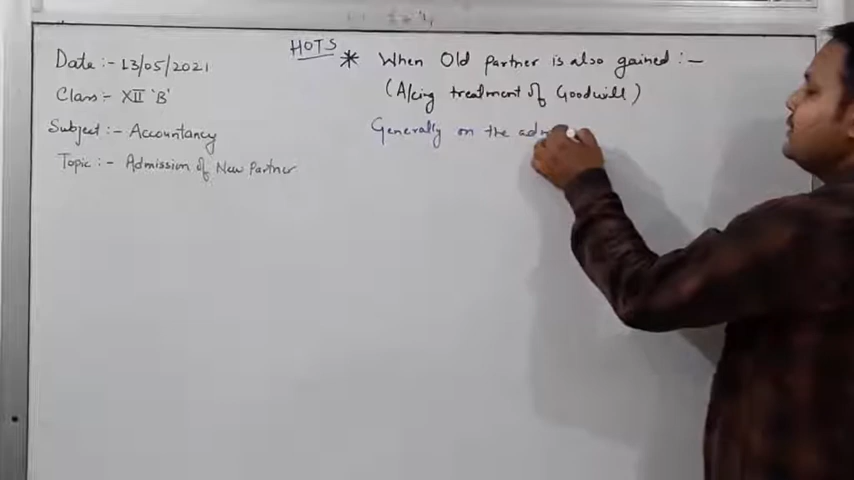 Date :- 13/05/2021
Class :- XII 'B'
Subject :- Accountancy
Topic :- Admission of New Partner
HOTS * When Old partner is also gained :-
(A/cing treatment of Goodwill)
Generally on the adm